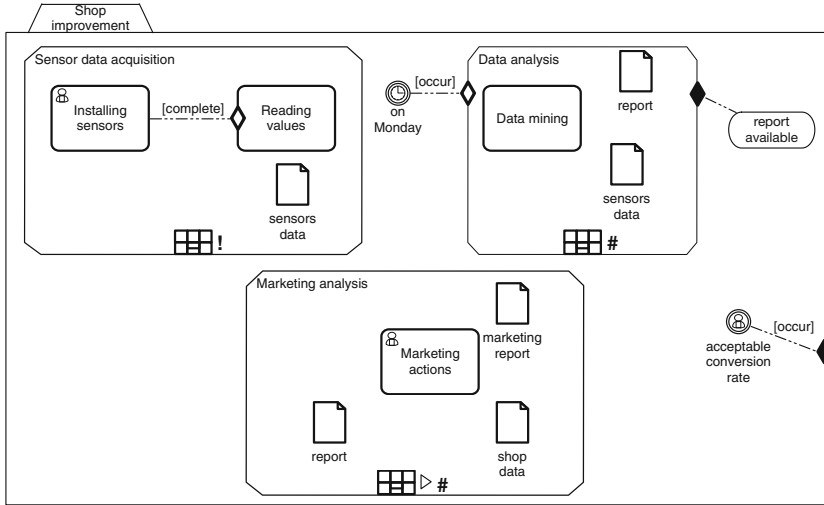 Shop
improvement
Sensor data acquisition
Installing
sensors
[complete]
Reading
values
sensors
data
!
on
Monday
[occur]
Data analysis
Data mining
report
sensors
data
#
report
available
Marketing analysis
Marketing
actions
marketing
report
report
shop
data
#
acceptable
conversion
rate
[occur]